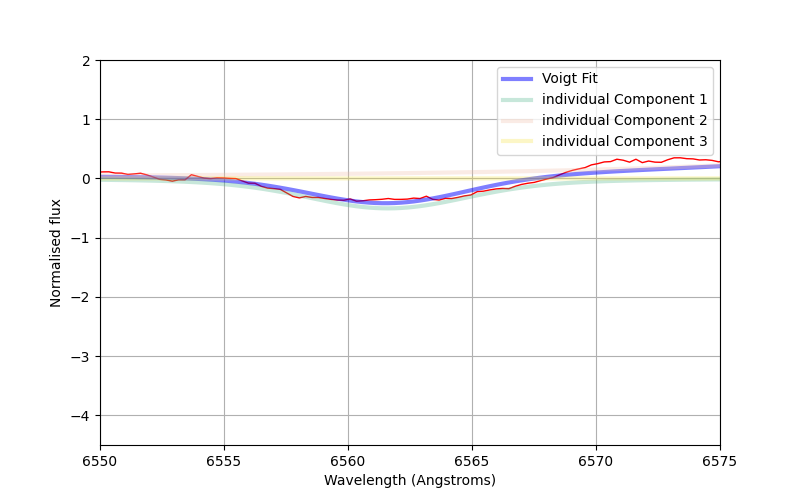 2
1
0
−1
−2
−3
−4
Normalised flux
Voigt Fit
individual Component 1
individual Component 2
individual Component 3
6550
6555
6560
6565
6570
6575
Wavelength (Angstroms)